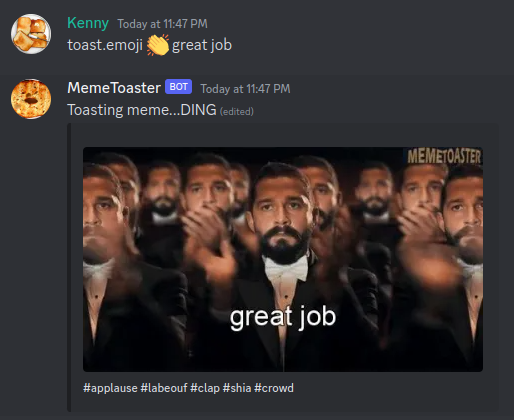 Kenny Today at 11:47 PM
toast.emoji 👏 great job
MemeToaster BOT Today at 11:47 PM
Toasting meme...DING (edited)
MEMETOASTER
great job
#applause #labeouf #clap #shia #crowd